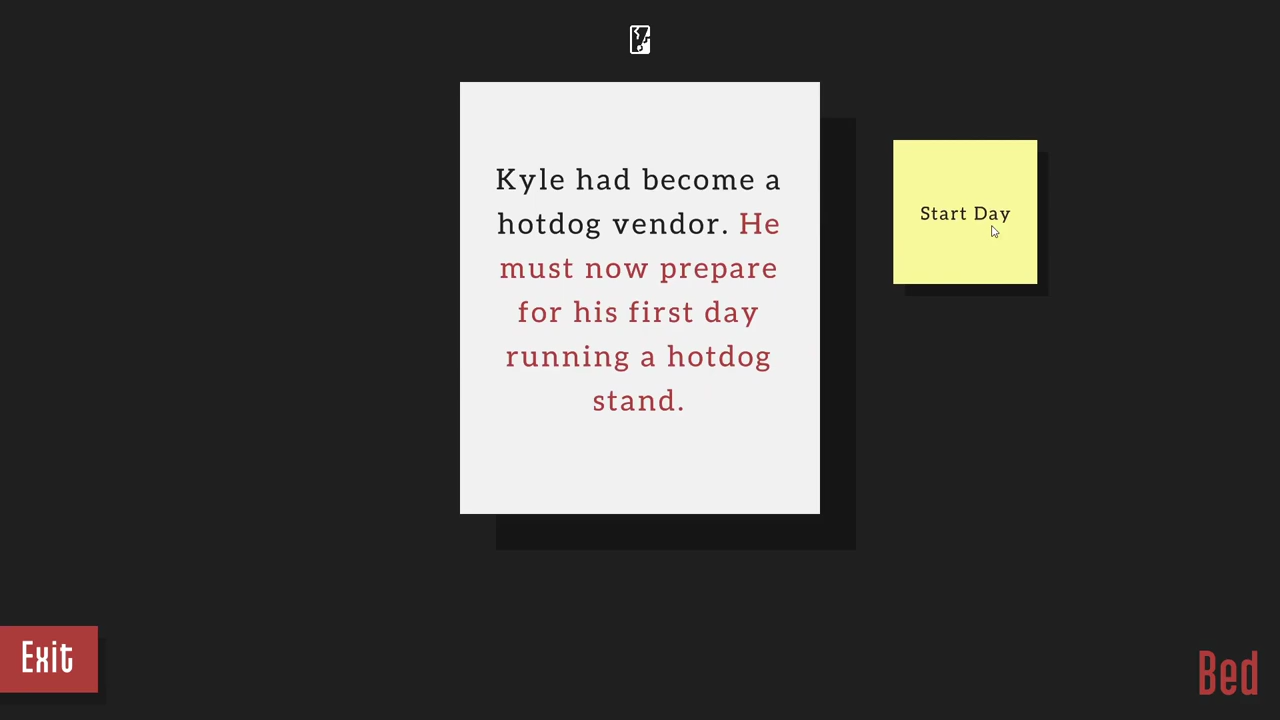 Kyle had become a
hotdog vendor. He
must now prepare
for his first day
running a hotdog
stand.
Start Day
Exit
Bed